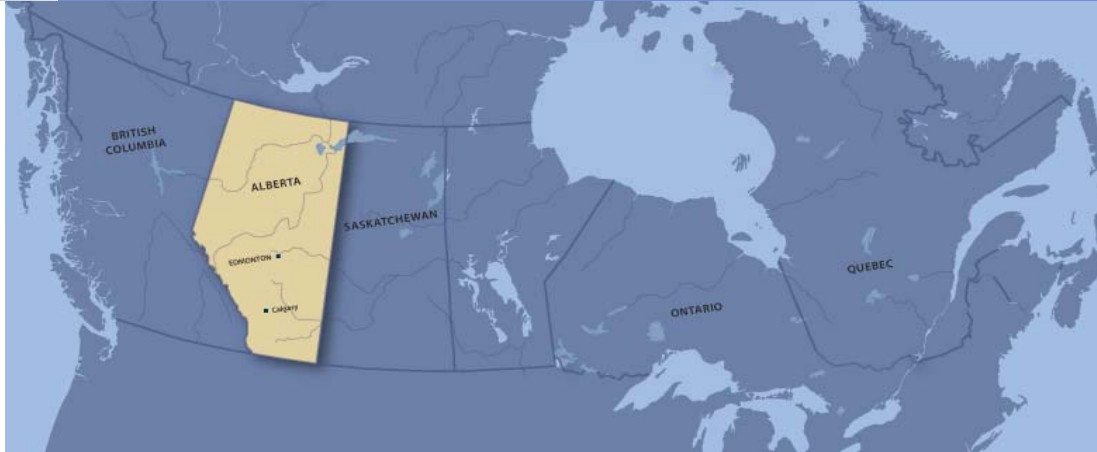 BRITISH
COLUMBIA
ALBERTA
SASKATCHEWAN
EDMONTON
Calgary
ONTARIO
QUEBEC